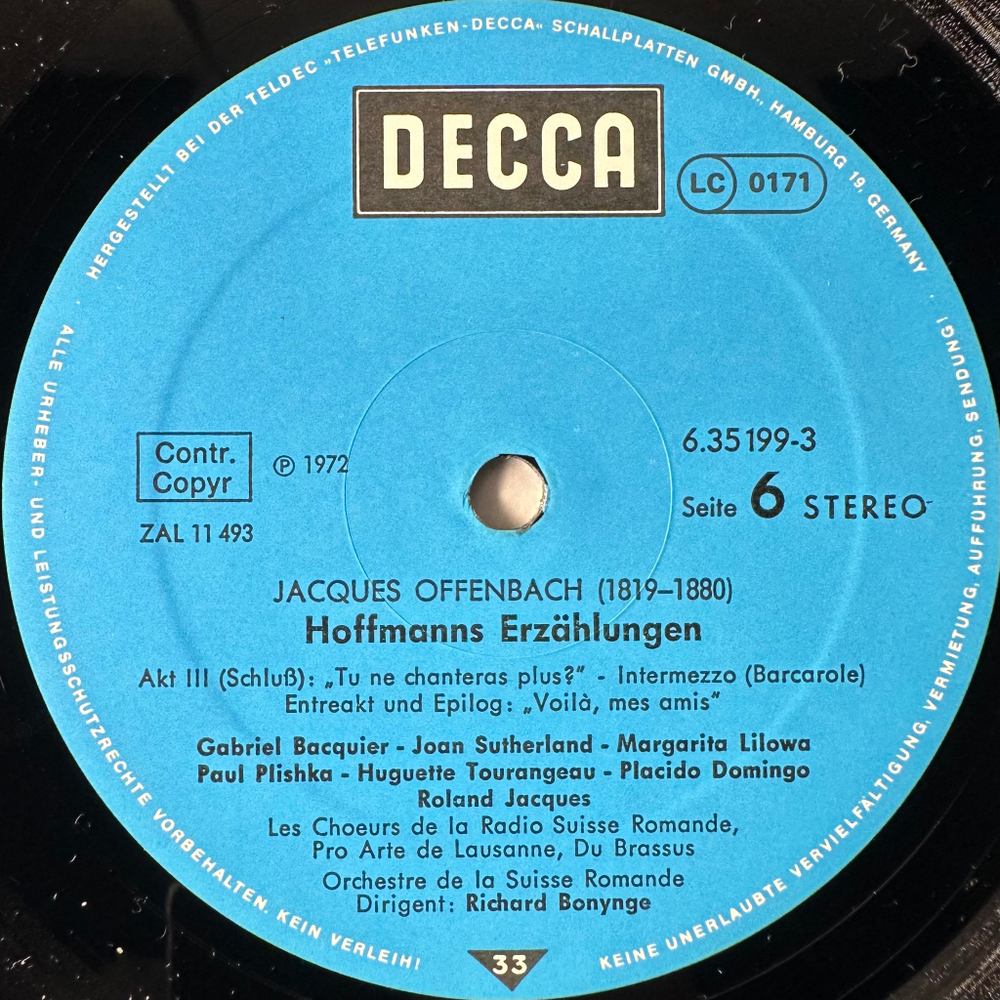 HERGESTELLT BEI DER TELDEC »TELEFUNKEN-DECCA« SCHALLPLATTEN GMBH., HAMBURG 19, GERMANY
DECCA
LC 0171
Contr.
Copyr
℗ 1972
ZAL 11 493
6.35199-3
Seite 6 STEREO
JACQUES OFFENBACH (1819–1880)
Hoffmanns Erzählungen
Akt III (Schluß): „Tu ne chanteras plus?” - Intermezzo (Barcarole)
Entreakt und Epilog: „Voilà, mes amis”
Gabriel Bacquier - Joan Sutherland - Margarita Lilowa
Paul Plishka - Huguette Tourangeau - Placido Domingo
Roland Jacques
Les Choeurs de la Radio Suisse Romande,
Pro Arte de Lausanne, Du Brassus
Orchestre de la Suisse Romande
Dirigent: Richard Bonynge
33
ALLE URHEBER- UND LEISTUNGSSCHUTZRECHTE VORBEHALTEN. KEIN VERLEIH!
KEINE UNERLAUBTE VERVIELFÄLTIGUNG, VERMIETUNG, AUFFÜHRUNG, SENDUNG!